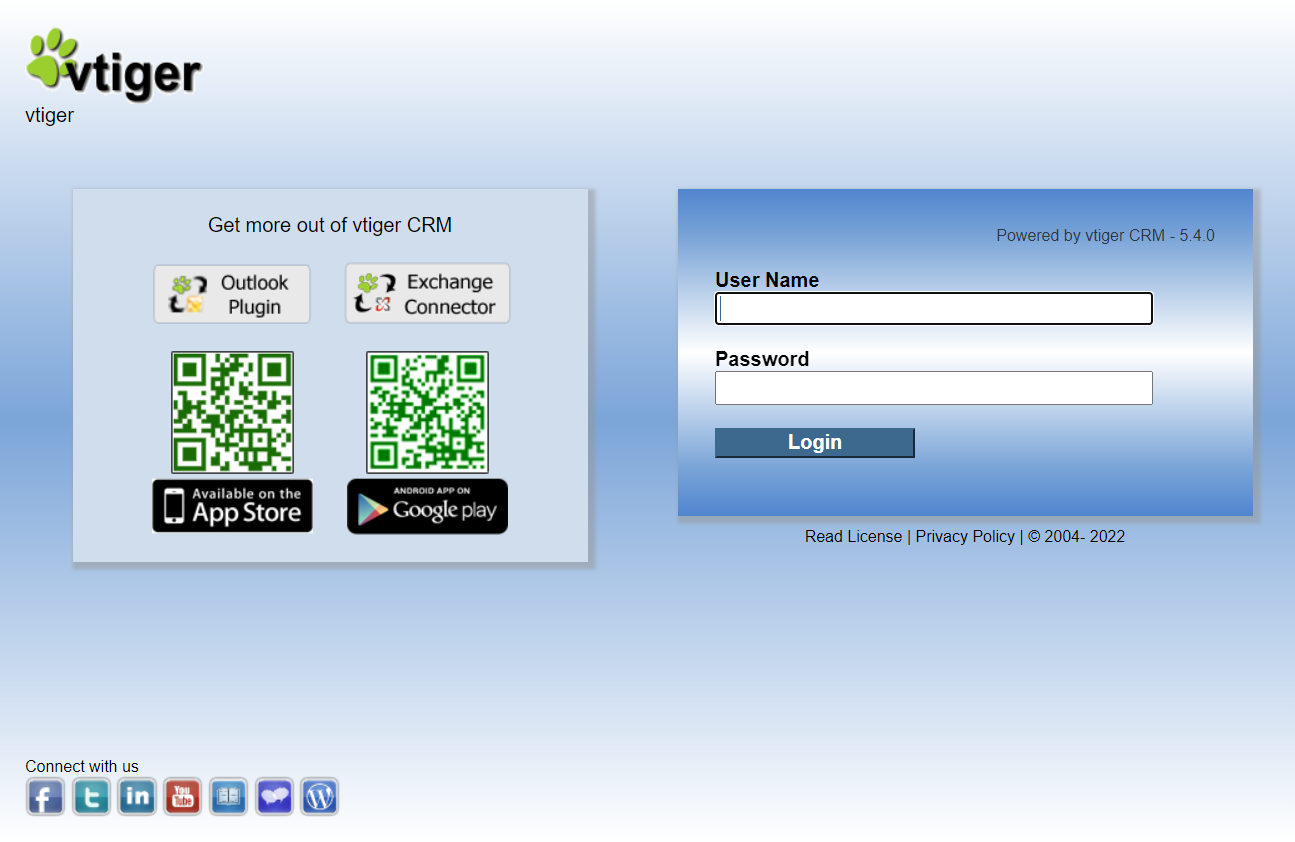 vtiger
vtiger
Get more out of vtiger CRM
Outlook
Plugin
Exchange
Connector
Available on the
App Store
ANDROID APP ON
Google play
Powered by vtiger CRM - 5.4.0
User Name
Password
Login
Read License | Privacy Policy | © 2004- 2022
Connect with us
f
t
in
You
Tube
W